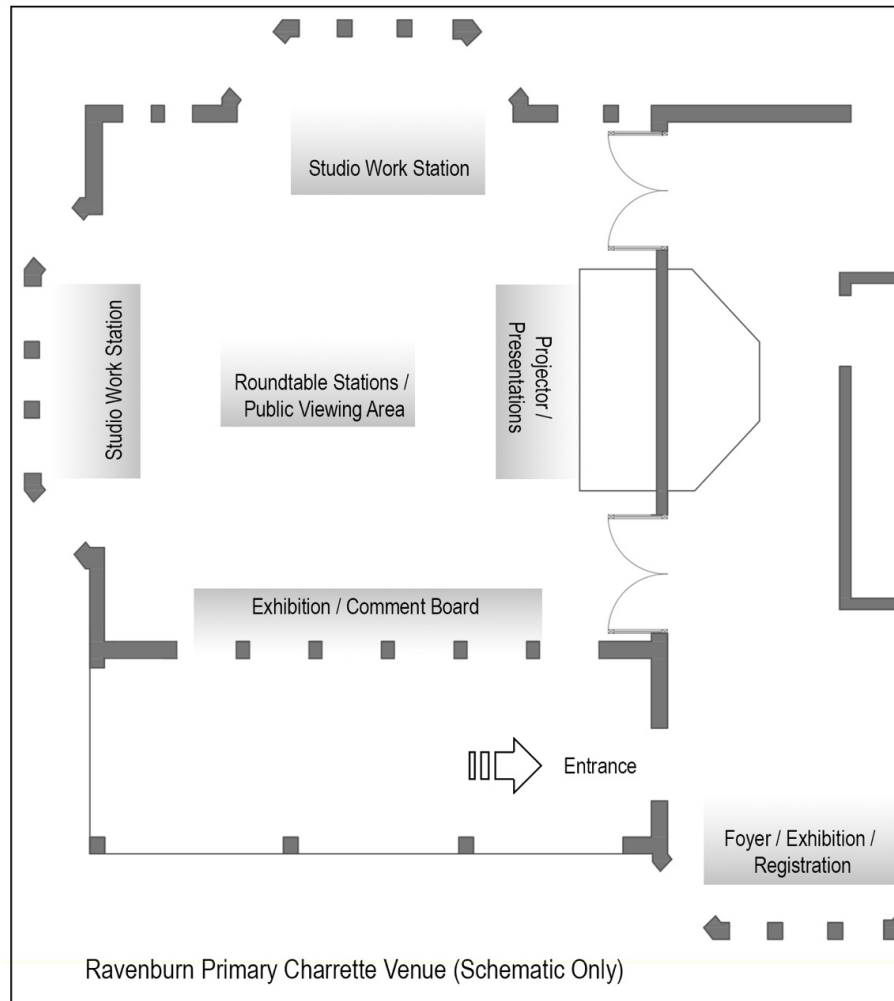 Studio Work Station
Studio Work Station
Projector /
Presentations
Roundtable Stations /
Public Viewing Area
Exhibition / Comment Board
Entrance
Foyer / Exhibition /
Registration
Ravenburn Primary Charrette Venue (Schematic Only)